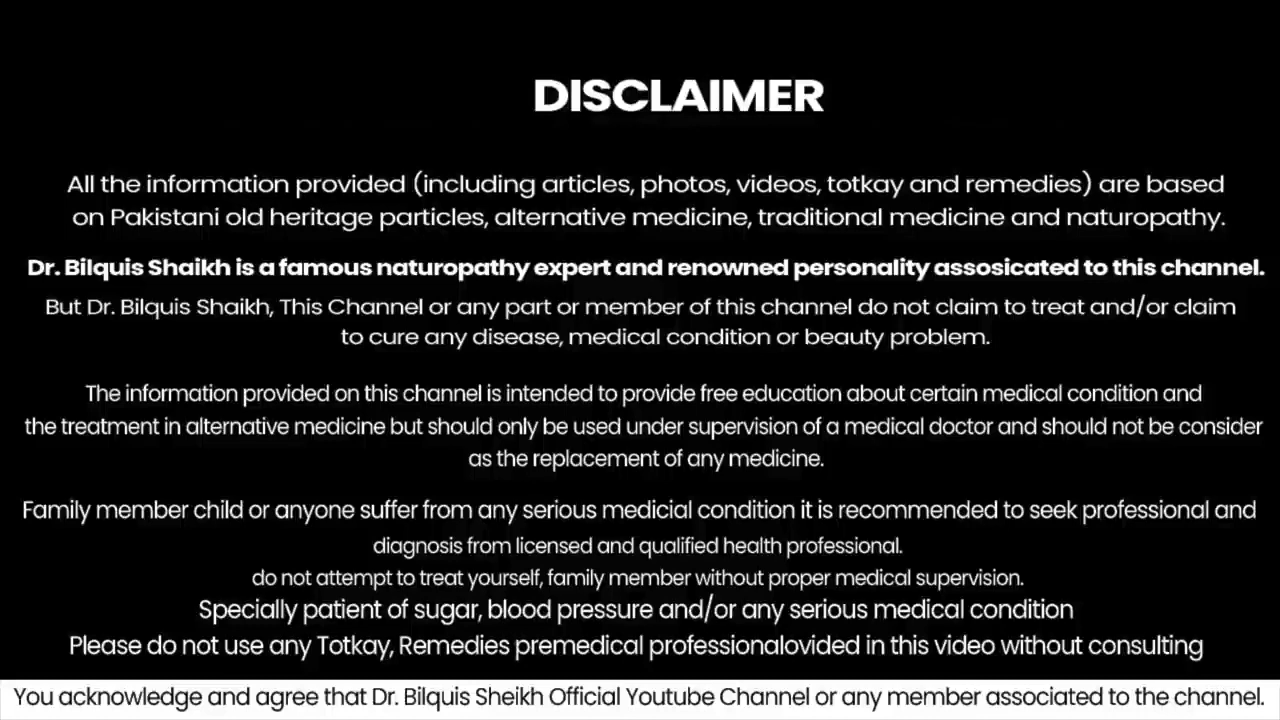 DISCLAIMER
All the information provided (including articles, photos, videos, totkay and remedies) are based
on Pakistani old heritage particles, alternative medicine, traditional medicine and naturopathy.
Dr. Bilquis Shaikh is a famous naturopathy expert and renowned personality assosicated to this channel.
But Dr. Bilquis Shaikh, This Channel or any part or member of this channel do not claim to treat and/or claim
to cure any disease, medical condition or beauty problem.
The information provided on this channel is intended to provide free education about certain medical condition and
the treatment in alternative medicine but should only be used under supervision of a medical doctor and should not be consider
as the replacement of any medicine.
Family member child or anyone suffer from any serious medicial condition it is recommended to seek professional and
diagnosis from licensed and qualified health professional.
do not attempt to treat yourself, family member without proper medical supervision.
Specially patient of sugar, blood pressure and/or any serious medical condition
Please do not use any Totkay, Remedies premedical professionalovided in this video without consulting
You acknowledge and agree that Dr. Bilquis Sheikh Official Youtube Channel or any member associated to the channel.